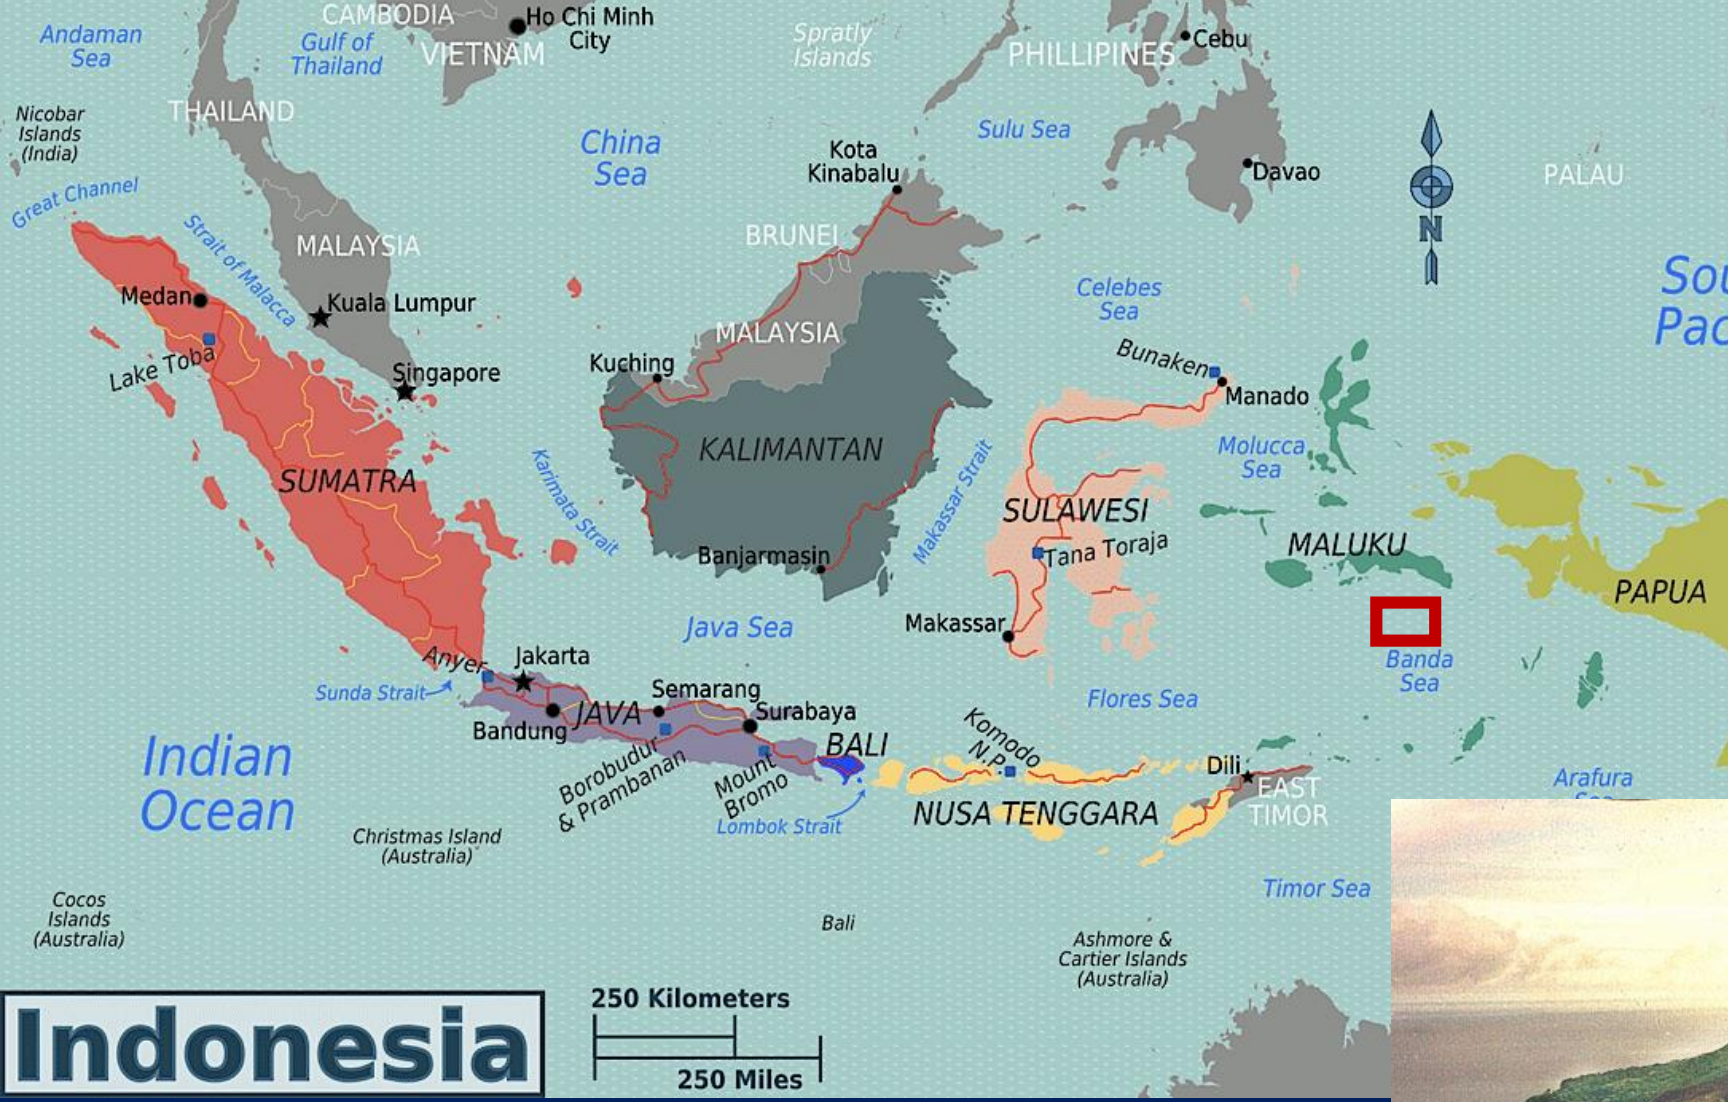 CAMBODIA
Ho Chi Minh
City
Andaman
Sea
Gulf of
Thailand
VIETNAM
Spratly
Islands
PHILLIPINES
Cebu
Nicobar
Islands
(India)
THAILAND
China
Sea
Sulu Sea
Kota
Kinabalu
Davao
PALAU
Great Channel
Strait of Malacca
MALAYSIA
BRUNEI
N
Medan
Kuala Lumpur
Celebes
Sea
Sou
Pac
MALAYSIA
Lake Toba
Singapore
Kuching
Bunaken
Manado
KALIMANTAN
Molucca
Sea
SUMATRA
Karimata Strait
Makassar Strait
SULAWESI
Tana Toraja
MALUKU
Banjarmasin
PAPUA
Java Sea
Makassar
Banda
Sea
Anyer
Jakarta
Sunda Strait
Semarang
Flores Sea
Bandung
JAVA
Surabaya
Komodo
N.P.
BALI
Indian
Ocean
Borobudur
& Prambanan
Mount
Bromo
Dili
EAST
TIMOR
Arafura
Sea
NUSA TENGGARA
Lombok Strait
Christmas Island
(Australia)
Timor Sea
Cocos
Islands
(Australia)
Bali
Ashmore &
Cartier Islands
(Australia)
Indonesia
250 Kilometers
250 Miles